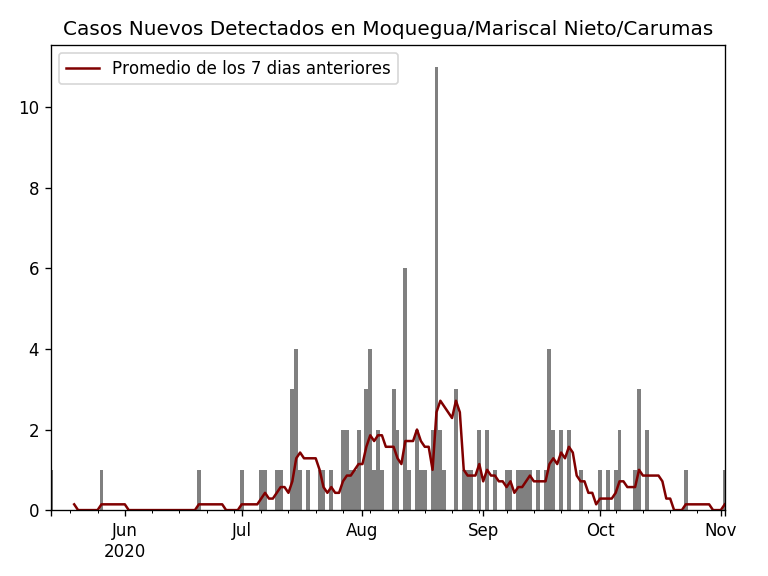 Casos Nuevos Detectados en Moquegua/Mariscal Nieto/Carumas
Promedio de los 7 dias anteriores
10
8
6
4
2
0
Jun Jul Aug Sep Oct Nov
2020